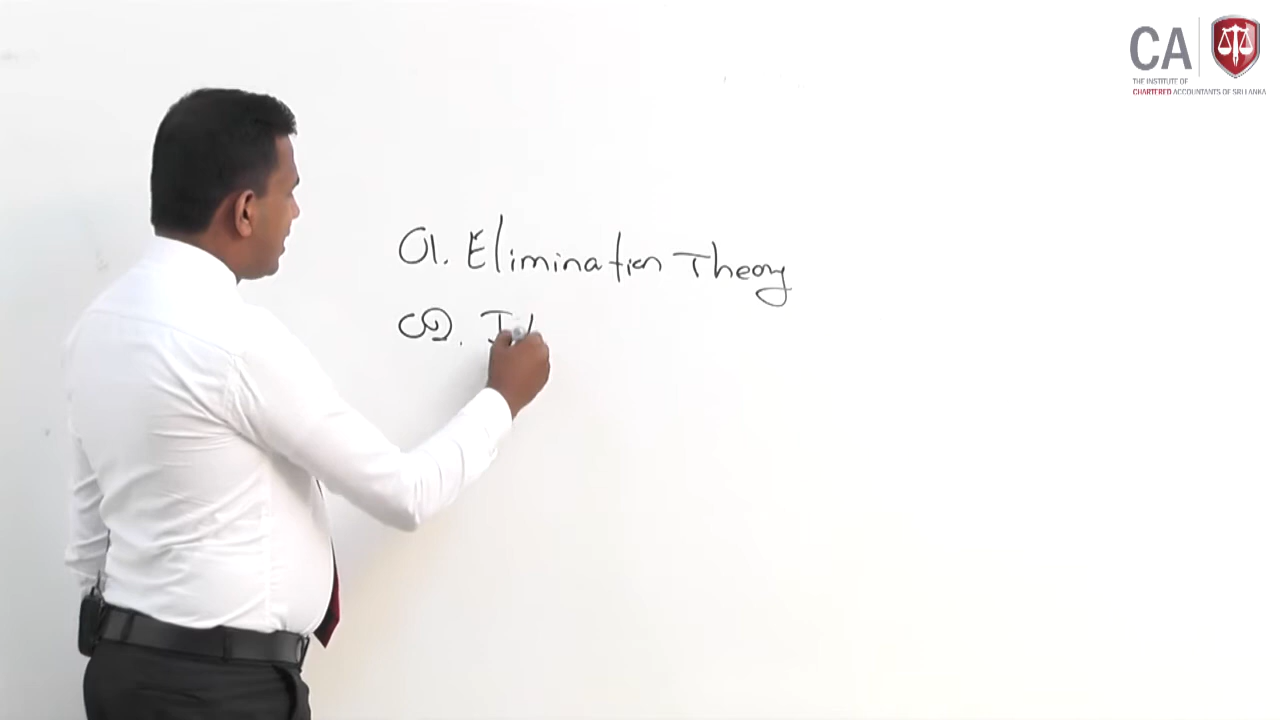 CA
THE INSTITUTE OF
CHARTERED ACCOUNTANTS OF SRI LANKA
01. Elimination Theory
02. I